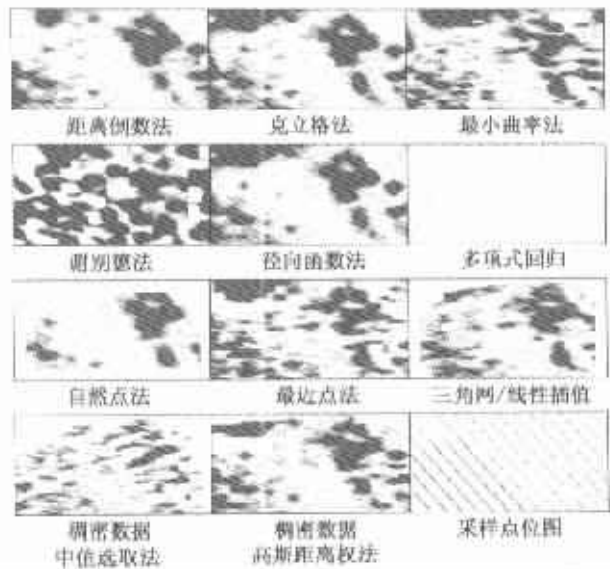 距离倒数法 克立格法 最小曲率法
谢别德法 径向函数法 多项式回归
自然点法 最近点法 三角网/线性插值
稠密数据 稠密数据 采样点位图
中值选取法 高斯距离权法